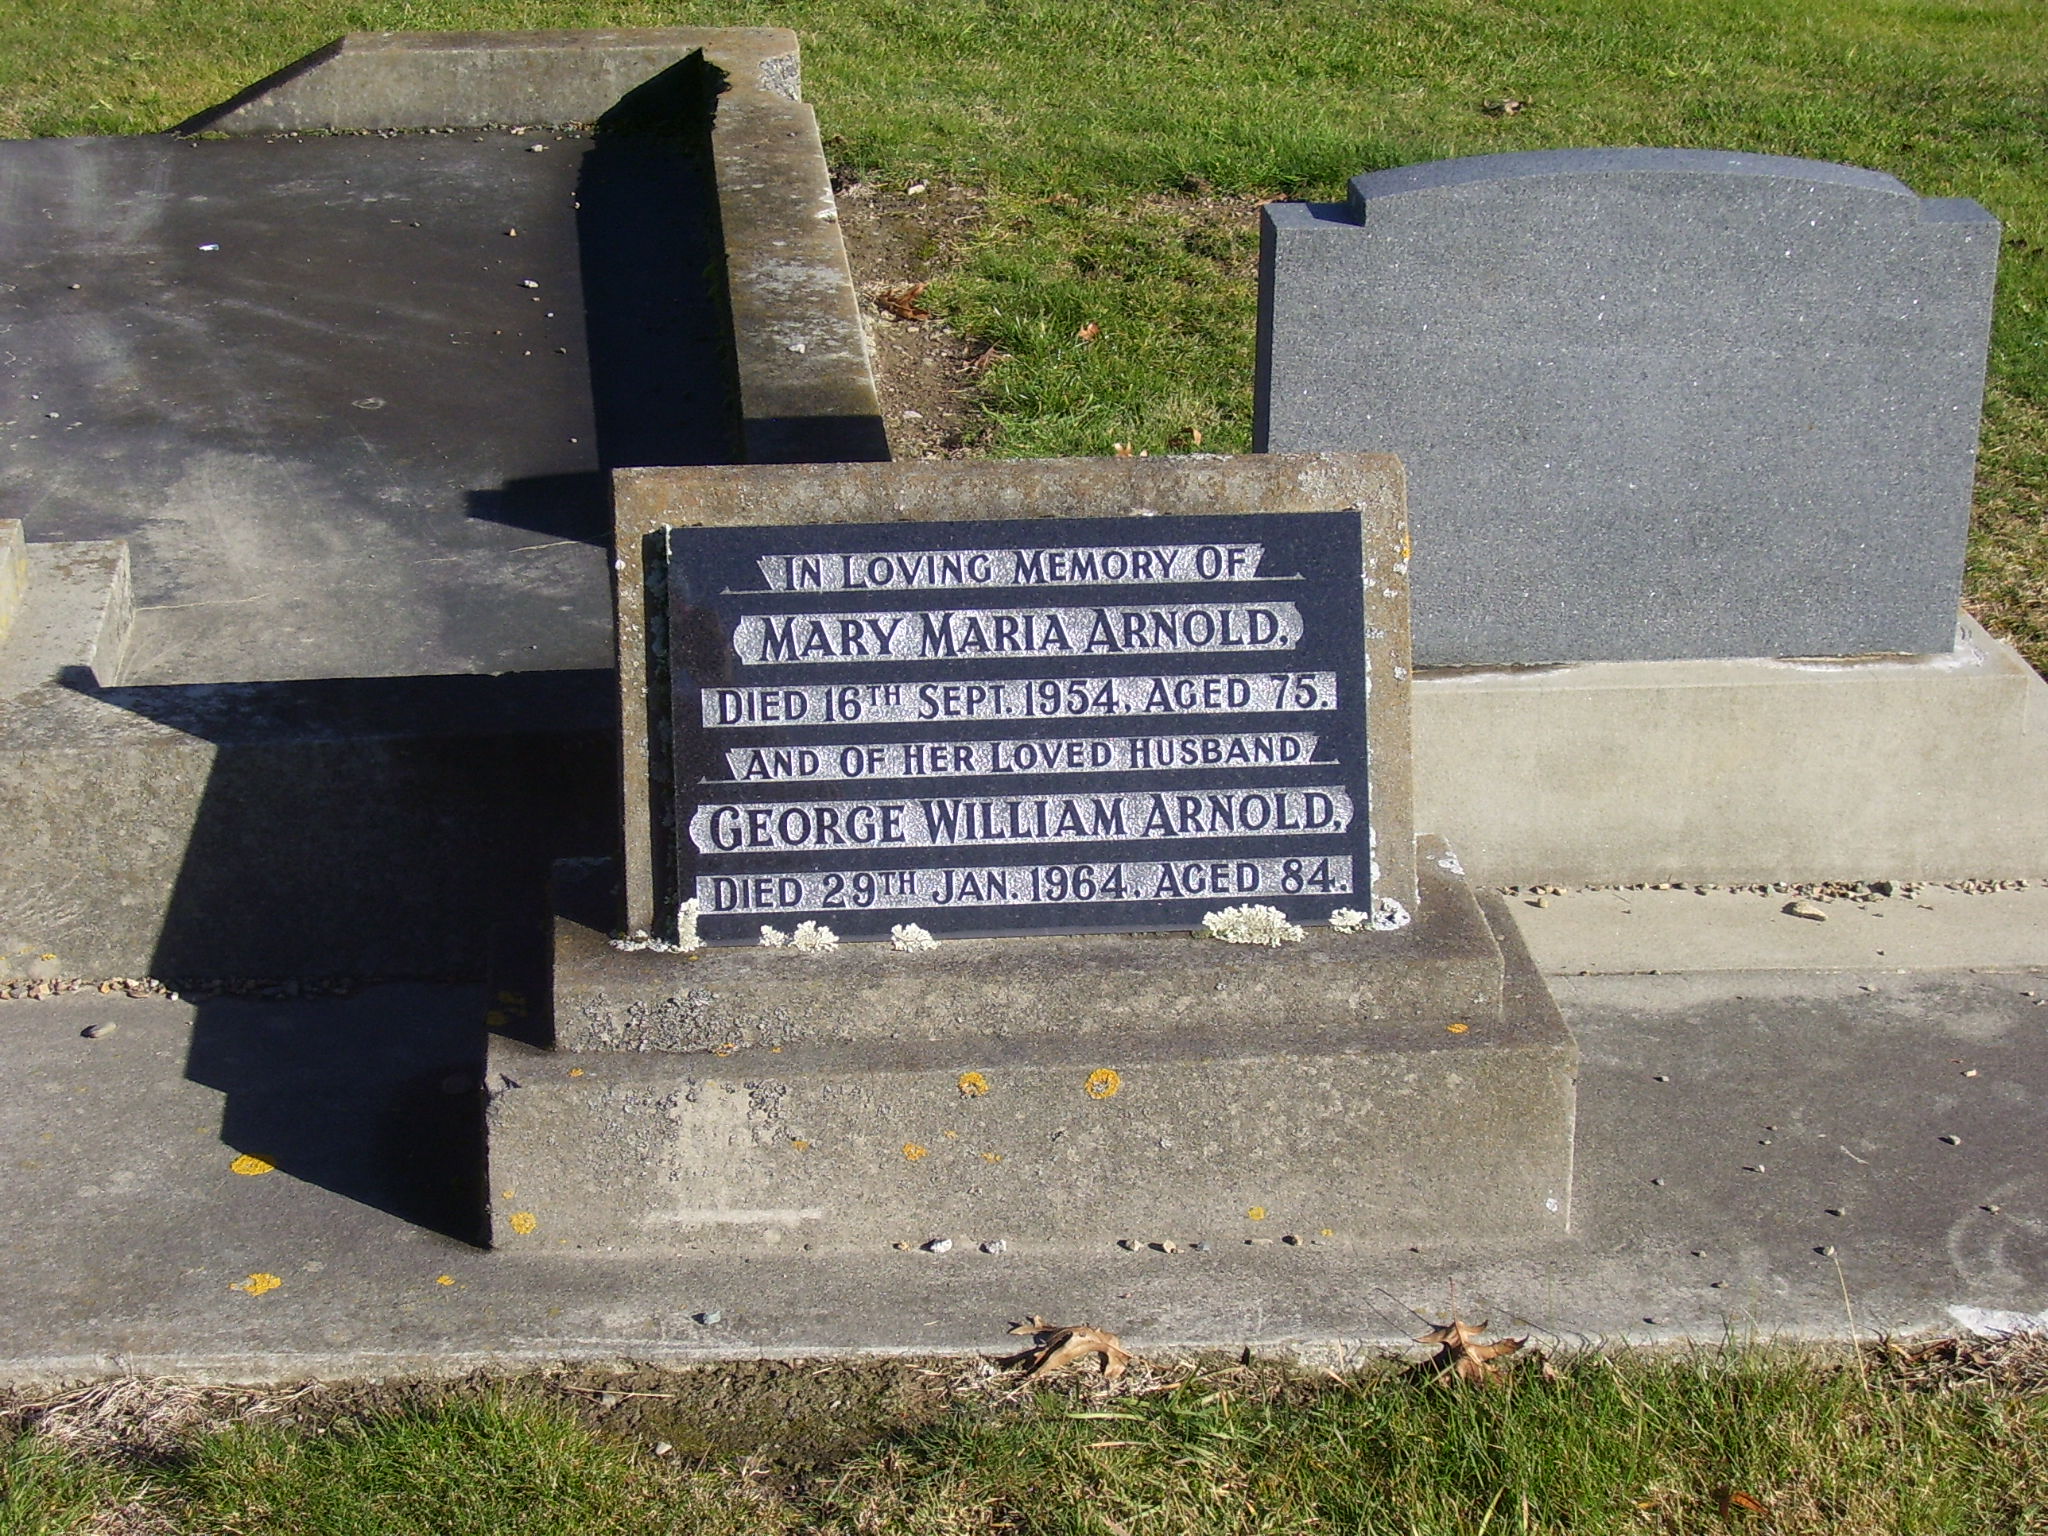 In Loving Memory Of
Mary Maria Arnold,
Died 16th Sept. 1954, Aged 75.
And Of Her Loved Husband
George William Arnold,
Died 29th Jan. 1964, Aged 84.